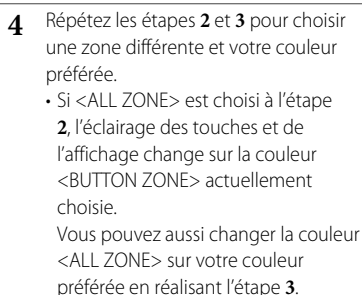 4 Répétez les étapes 2 et 3 pour choisir
une zone différente et votre couleur
préférée.
• Si <ALL ZONE> est choisi à l'étape
2, l'éclairage des touches et de
l'affichage change sur la couleur
<BUTTON ZONE> actuellement
choisie.
Vous pouvez aussi changer la couleur
<ALL ZONE> sur votre couleur
préférée en réalisant l'étape 3.